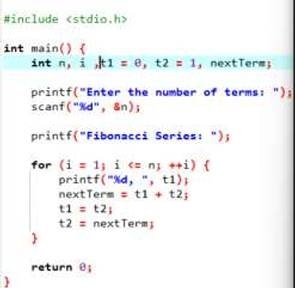 #include <stdio.h>
int main() {
int n, i ,t1 = 0, t2 = 1, nextTerm;
printf("Enter the number of terms: ");
scanf("%d", &n);
printf("Fibonacci Series: ");
for (i = 1; i <= n; ++i) {
printf("%d, ", t1);
nextTerm = t1 + t2;
t1 = t2;
t2 = nextTerm;
}
return 0;
}